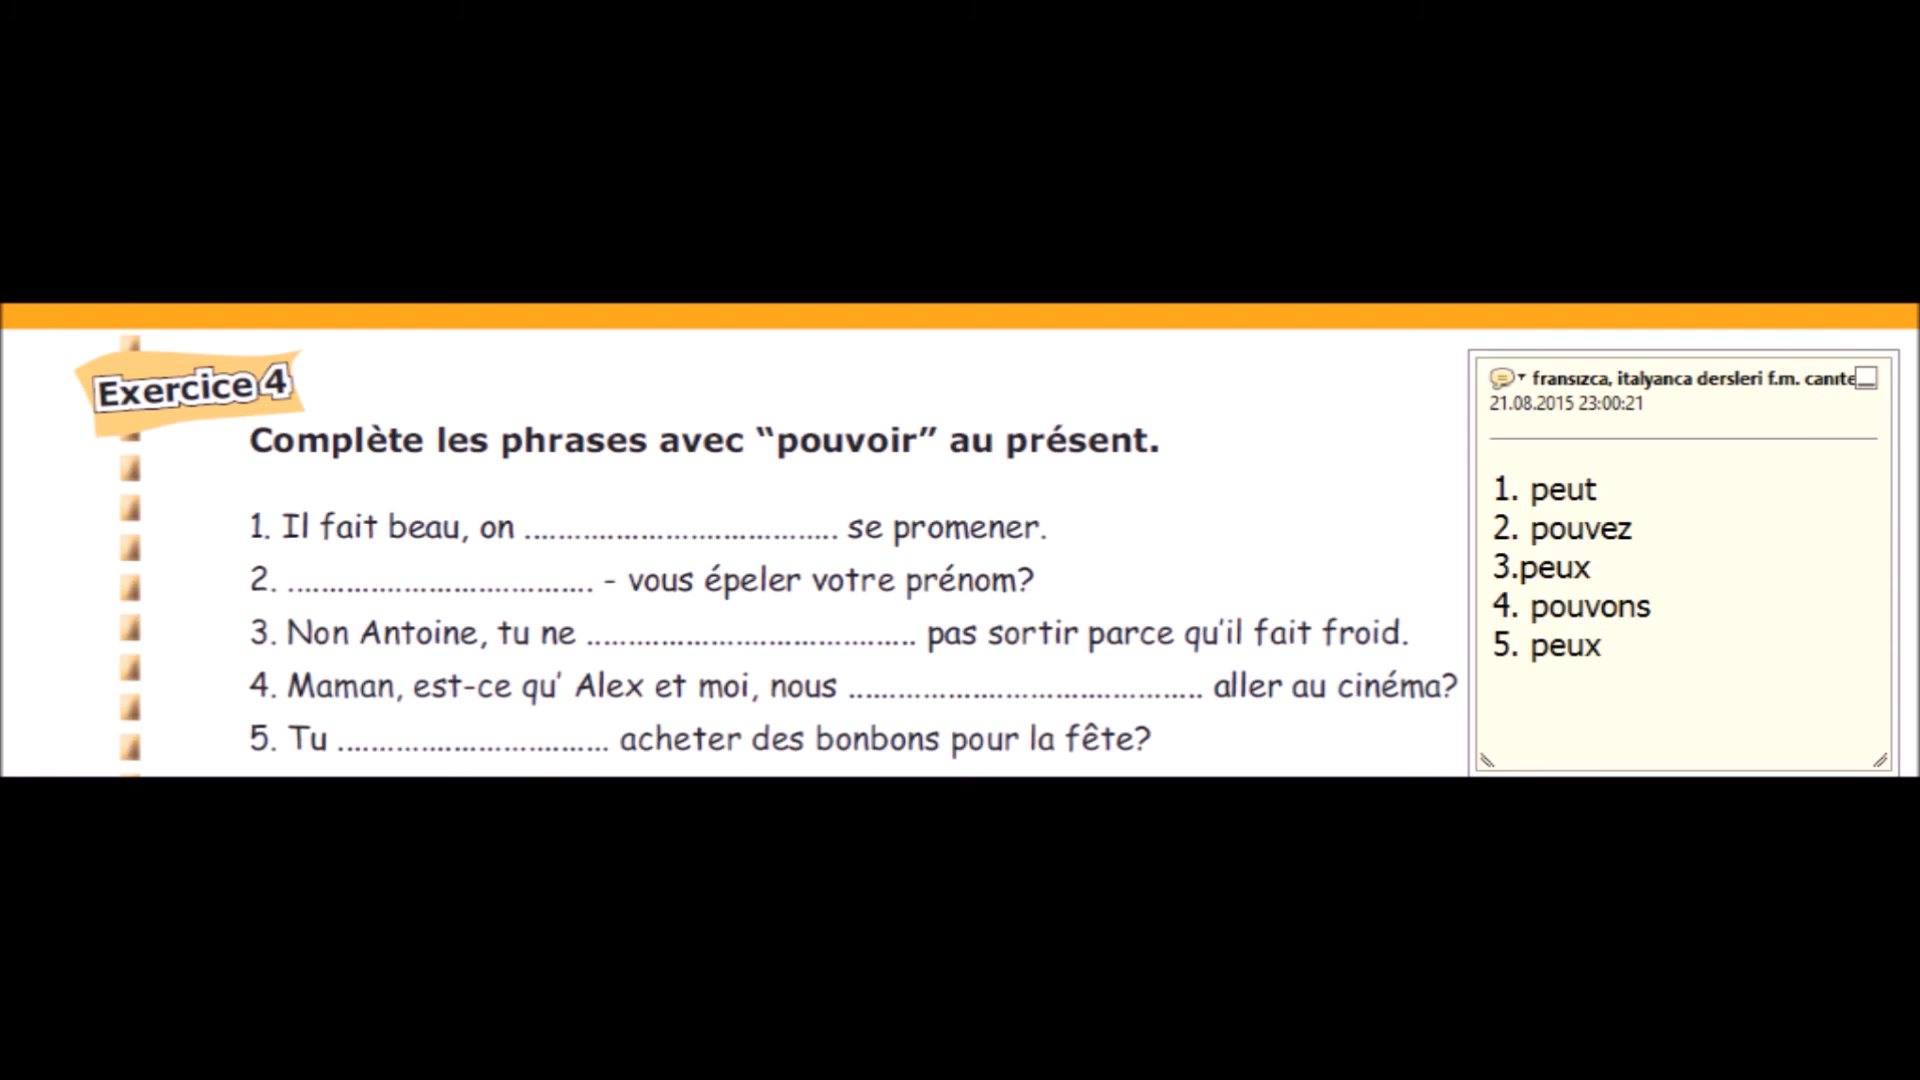 Exercice 4
Complète les phrases avec “pouvoir” au présent.
1. Il fait beau, on ...................................... se promener.
2. ..................................... - vous épeler votre prénom?
3. Non Antoine, tu ne ........................................ pas sortir parce qu'il fait froid.
4. Maman, est-ce qu' Alex et moi, nous ........................................... aller au cinéma?
5. Tu ................................. acheter des bonbons pour la fête?
fransızca, italyanca dersleri f.m. canıte
21.08.2015 23:00:21
1. peut
2. pouvez
3.peux
4. pouvons
5. peux